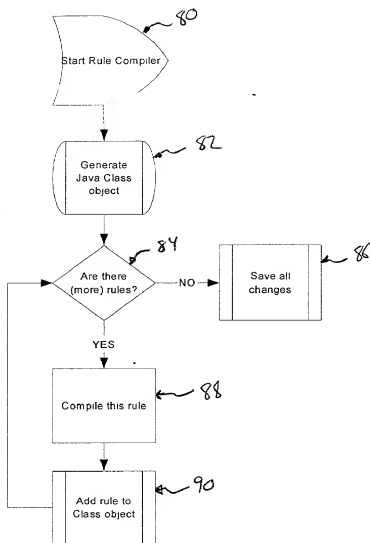 80
Start Rule Compiler
82
Generate
Java Class
object
84
Are there
(more) rules?
NO
86
Save all
changes
YES
Compile this rule
88
Add rule to
Class object
90